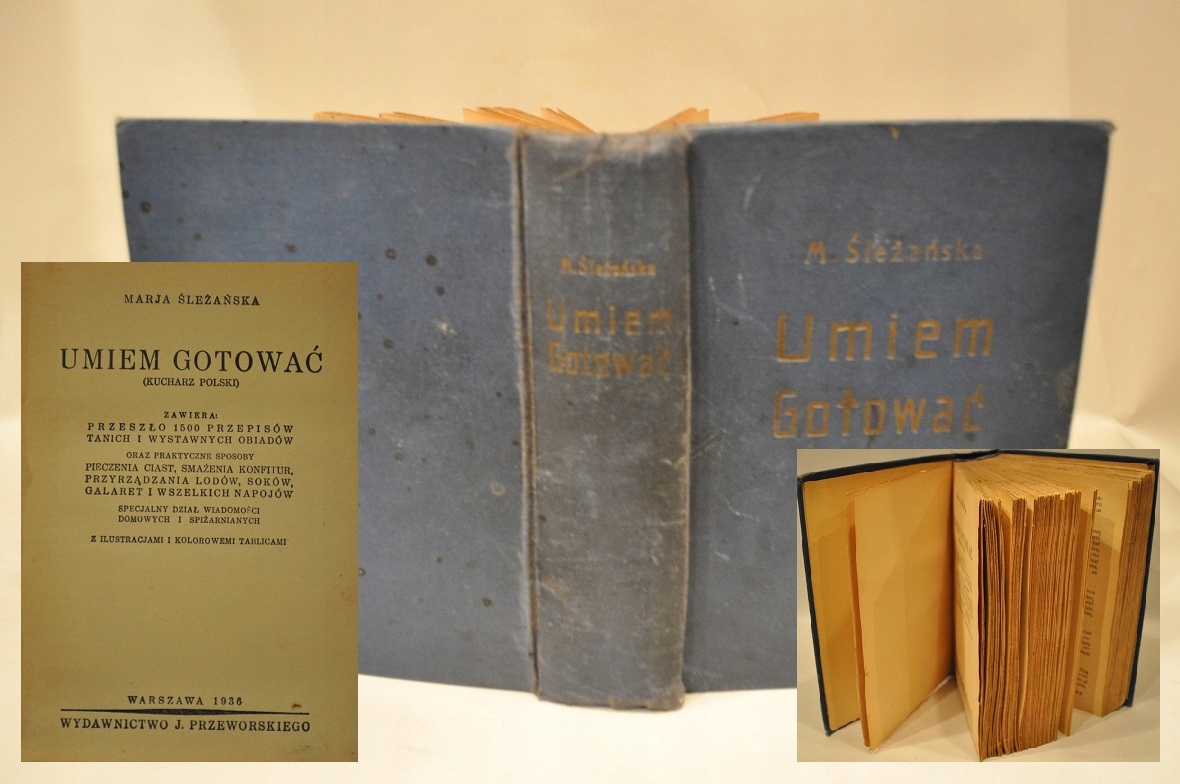 M. Śleżańska
Umiem
Gotować
M. Śleżańska
Umiem
Gotować
MARJA ŚLEŻAŃSKA
UMIEM GOTOWAĆ
(KUCHARZ POLSKI)
ZAWIERA:
PRZESZŁO 1500 PRZEPISÓW
TANICH I WYSTAWNYCH OBIADÓW
ORAZ PRAKTYCZNE SPOSOBY
PIECZENIA CIAST, SMAŻENIA KONFITUR,
PRZYRZĄDZANIA LODÓW, SOKÓW,
GALARET I WSZELKICH NAPOJÓW
SPECJALNY DZIAŁ WIADOMOŚCI
DOMOWYCH I SPIŻARNIANYCH
Z ILUSTRACJAMI I KOLOROWEMI TABLICAMI
WARSZAWA 1936
WYDAWNICTWO J. PRZEWORSKIEGO